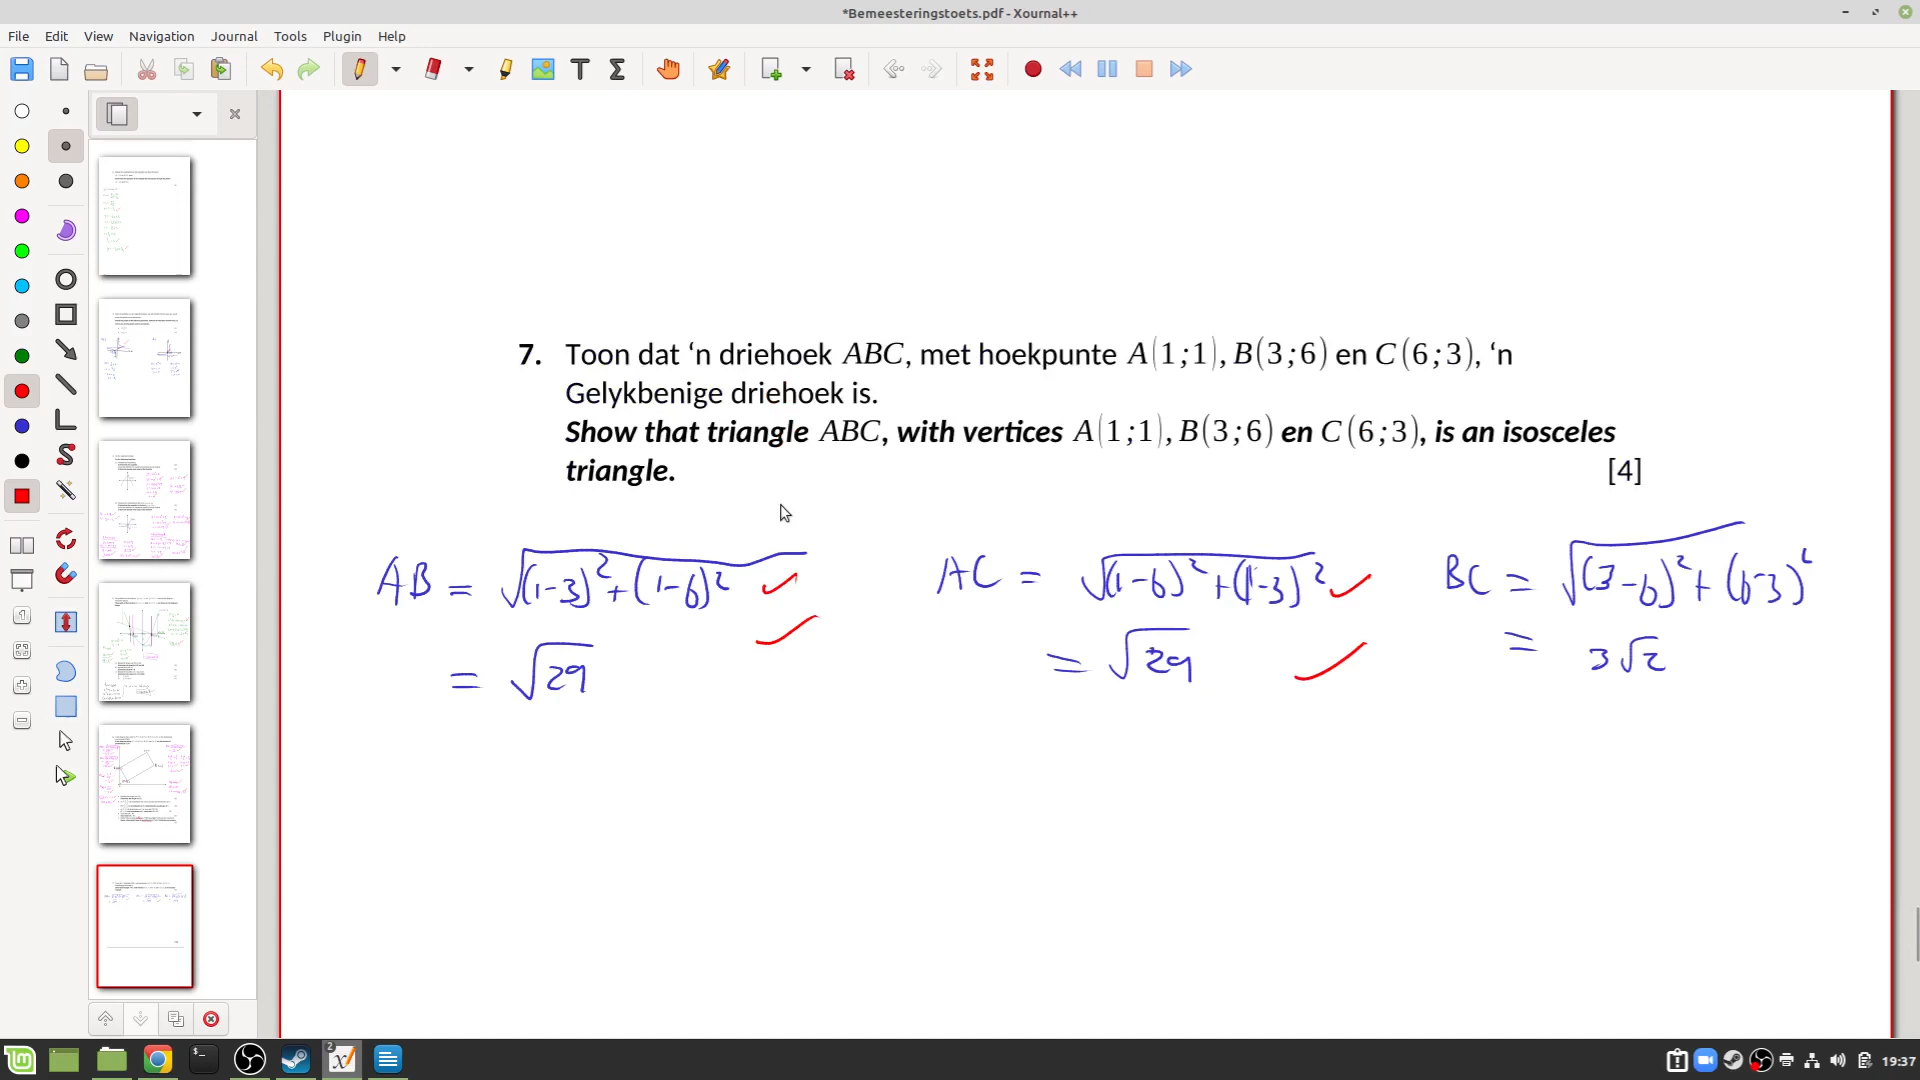 *Bemeesteringstoets.pdf - Xournal++
File Edit View Navigation Journal Tools Plugin Help
7. Toon dat ‘n driehoek ABC, met hoekpunte A(1;1), B(3;6) en C(6;3), ‘n
Gelykbenige driehoek is.
Show that triangle ABC, with vertices A(1;1), B(3;6) en C(6;3), is an isosceles
triangle. [4]
AB = √(1-3)²+(1-6)² AC = √(1-6)²+(1-3)² BC = √(3-6)²+(6-3)²
= √29 = √29 = 3√2
19:37